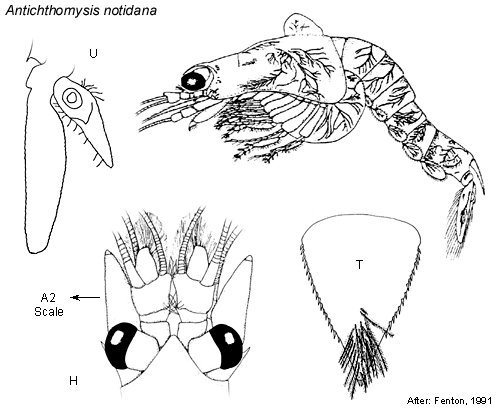 Antichthomysis notidana
U
A2
Scale
T
H
After: Fenton, 1991